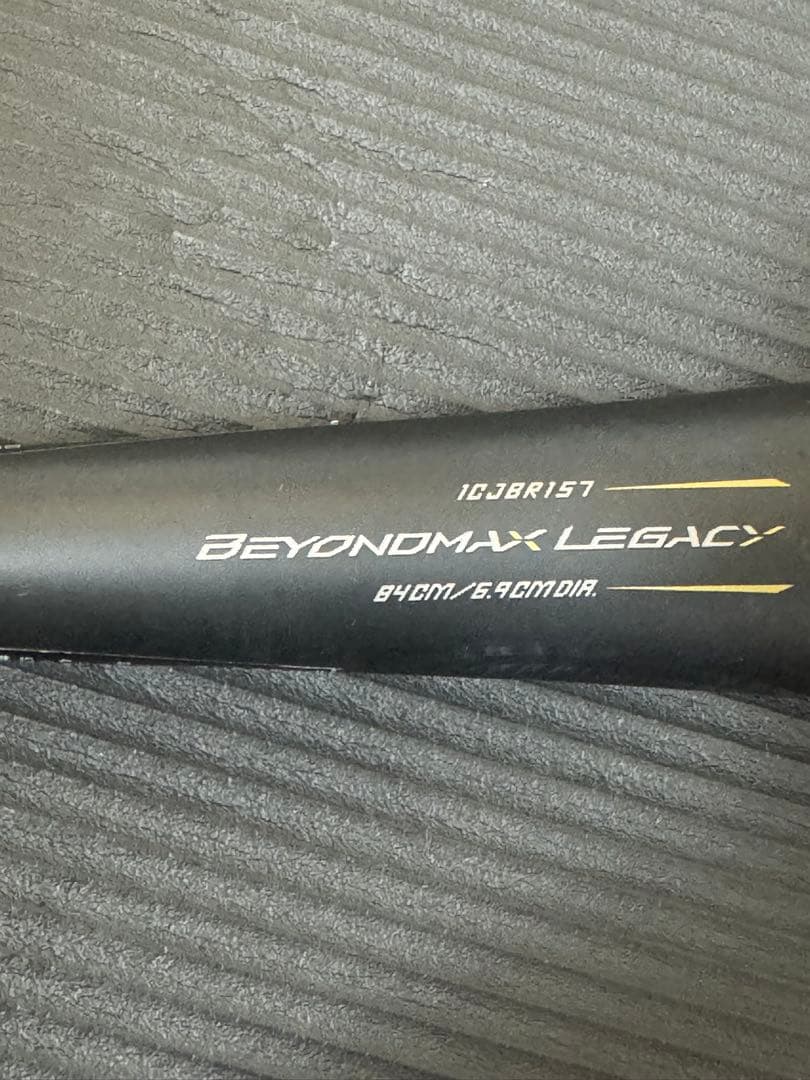 1CJBR157
BEYONDMAX LEGACY
84CM/6.9CM DIA.